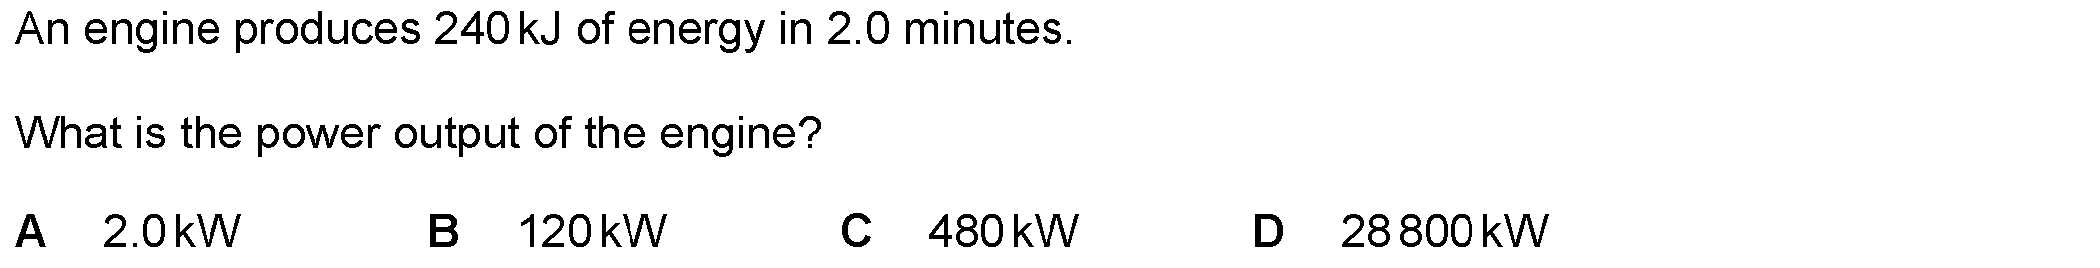 An engine produces 240 kJ of energy in 2.0 minutes.
What is the power output of the engine?
A 2.0 kW B 120 kW C 480 kW D 28 800 kW